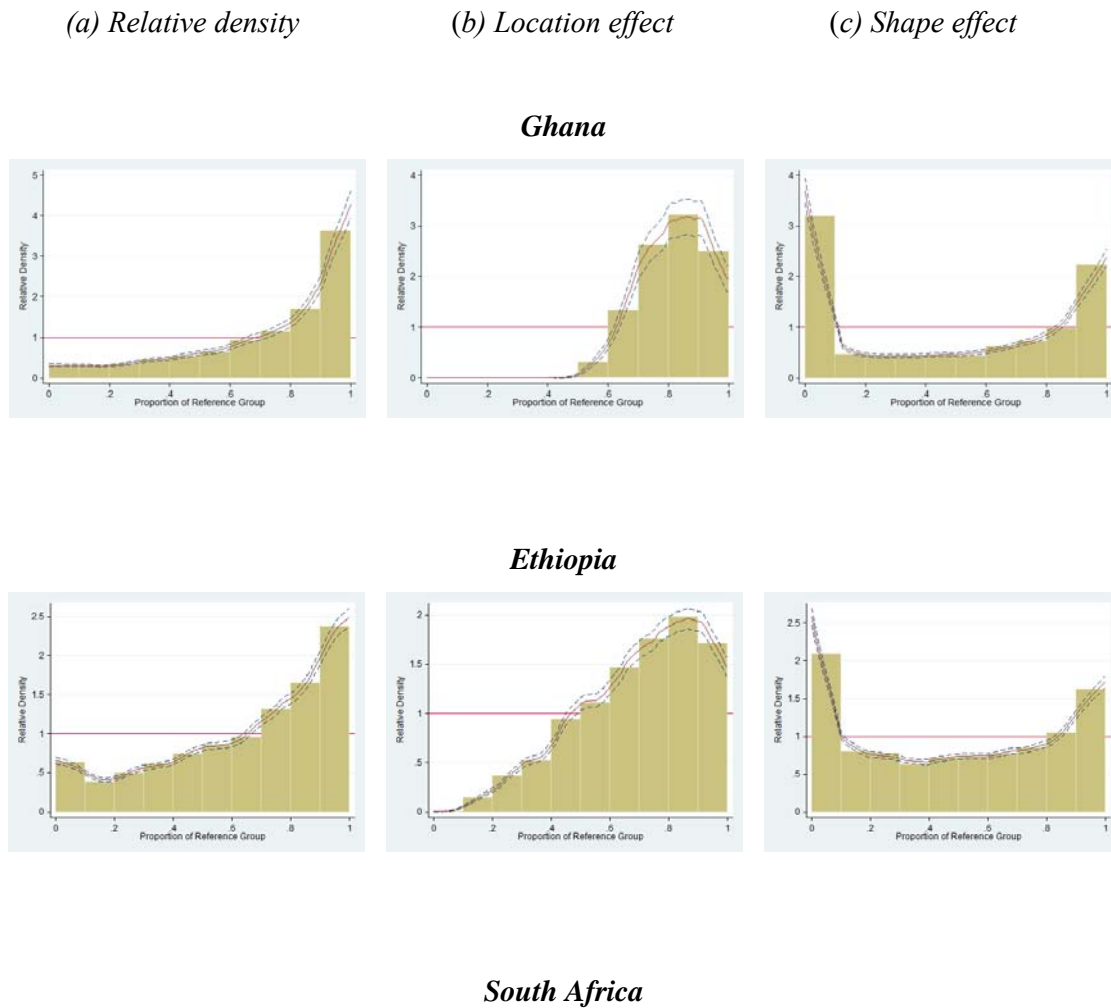 (a) Relative density (b) Location effect (c) Shape effect
Ghana
Relative Density
5
4
3
2
1
0
0 .2 .4 .6 .8 1
Proportion of Reference Group
Relative Density
4
3
2
1
0
0 .2 .4 .6 .8 1
Proportion of Reference Group
Relative Density
4
3
2
1
0
0 .2 .4 .6 .8 1
Proportion of Reference Group
Ethiopia
Relative Density
2.5
2
1.5
1
.5
0
0 .2 .4 .6 .8 1
Proportion of Reference Group
Relative Density
2
1.5
1
.5
0
0 .2 .4 .6 .8 1
Proportion of Reference Group
Relative Density
2.5
2
1.5
1
.5
0
0 .2 .4 .6 .8 1
Proportion of Reference Group
South Africa